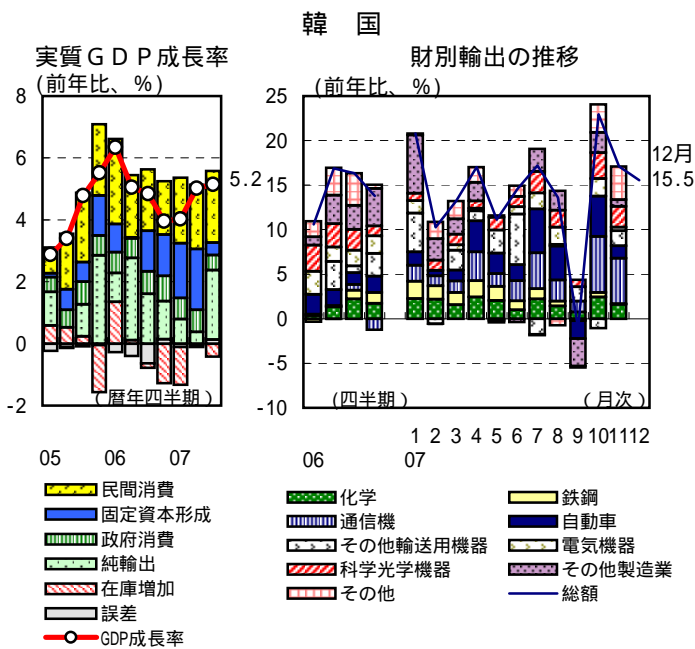 韓 国
実質ＧＤＰ成長率
(前年比、％)
8
6
4
2
0
-2
5.2
(暦年四半期)
05 06 07
民間消費
固定資本形成
政府消費
純輸出
在庫増加
誤差
GDP成長率
財別輸出の推移
(前年比、％)
25
20
15
10
5
0
-5
-10
12月
15.5
(四半期) (月次)
1 2 3 4 5 6 7 8 9 10 11 12
06 07
化学 鉄鋼
通信機 自動車
その他輸送用機器 電気機器
科学光学機器 その他製造業
その他 総額